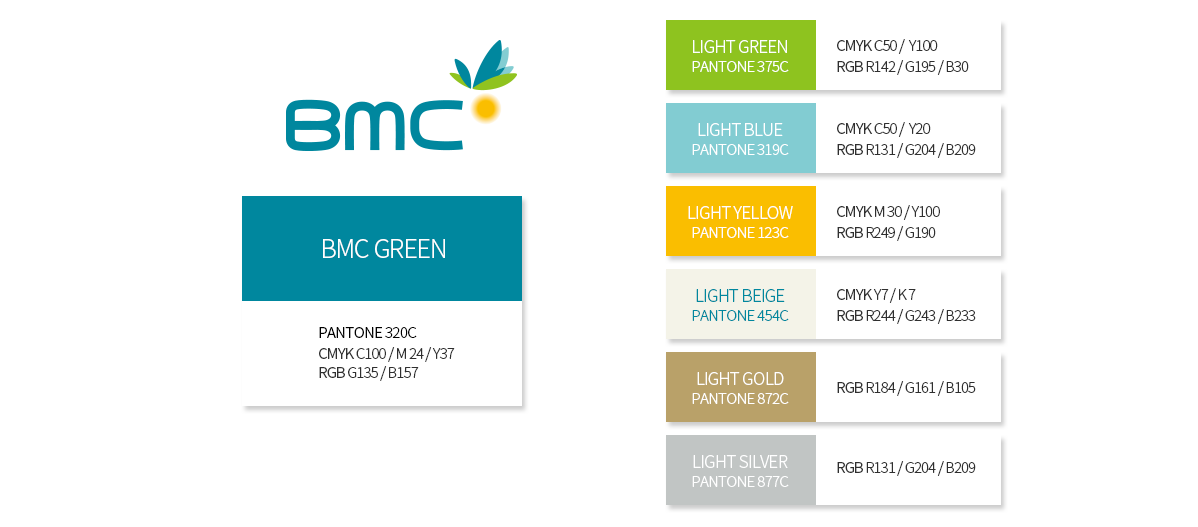 BMC
BMC GREEN
PANTONE 320C
CMYK C100 / M 24 / Y37
RGB G135 / B157
LIGHT GREEN
PANTONE 375C
CMYK C50 / Y100
RGB R142 / G195 / B30
LIGHT BLUE
PANTONE 319C
CMYK C50 / Y20
RGB R131 / G204 / B209
LIGHT YELLOW
PANTONE 123C
CMYK M 30 / Y100
RGB R249 / G190
LIGHT BEIGE
PANTONE 454C
CMYK Y7 / K 7
RGB R244 / G243 / B233
LIGHT GOLD
PANTONE 872C
RGB R184 / G161 / B105
LIGHT SILVER
PANTONE 877C
RGB R131 / G204 / B209